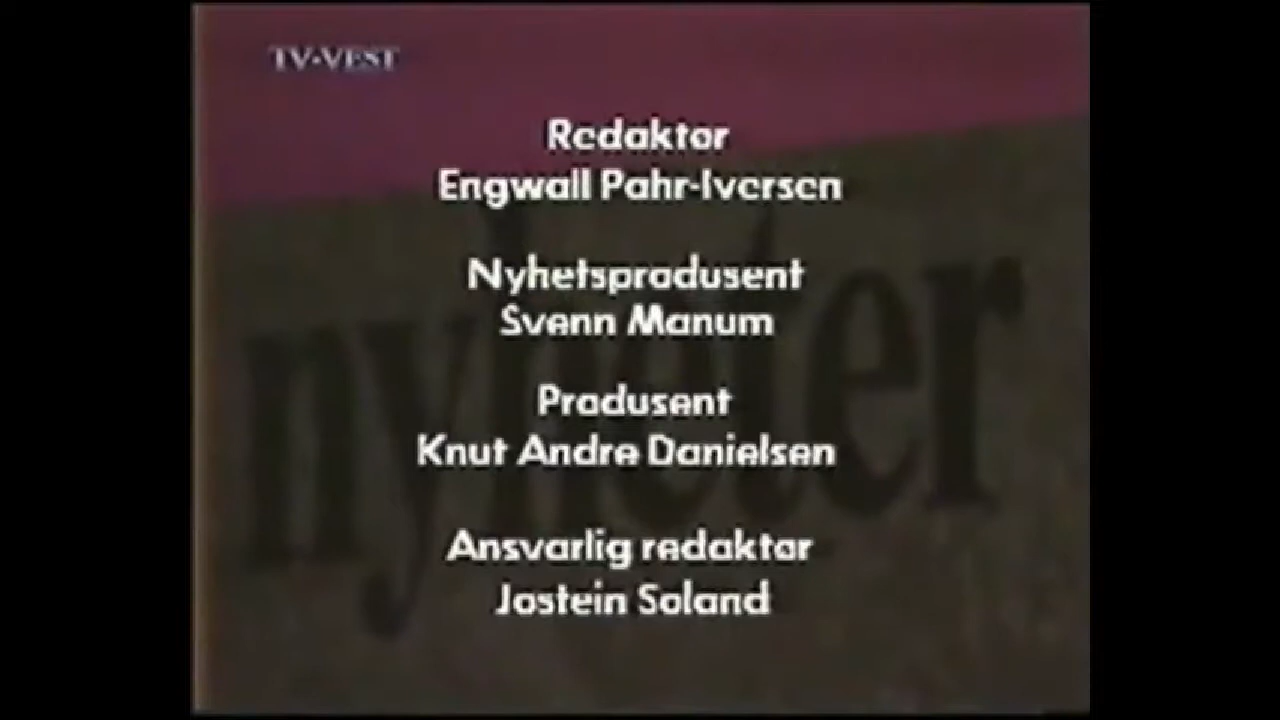 TV-VEST
Redaktør
Engwall Pahr-Iversen
Nyhetsprodusent
Svenn Manum
Produsent
Knut Andre Danielsen
Ansvarlig redaktør
Jostein Soland
nyheter